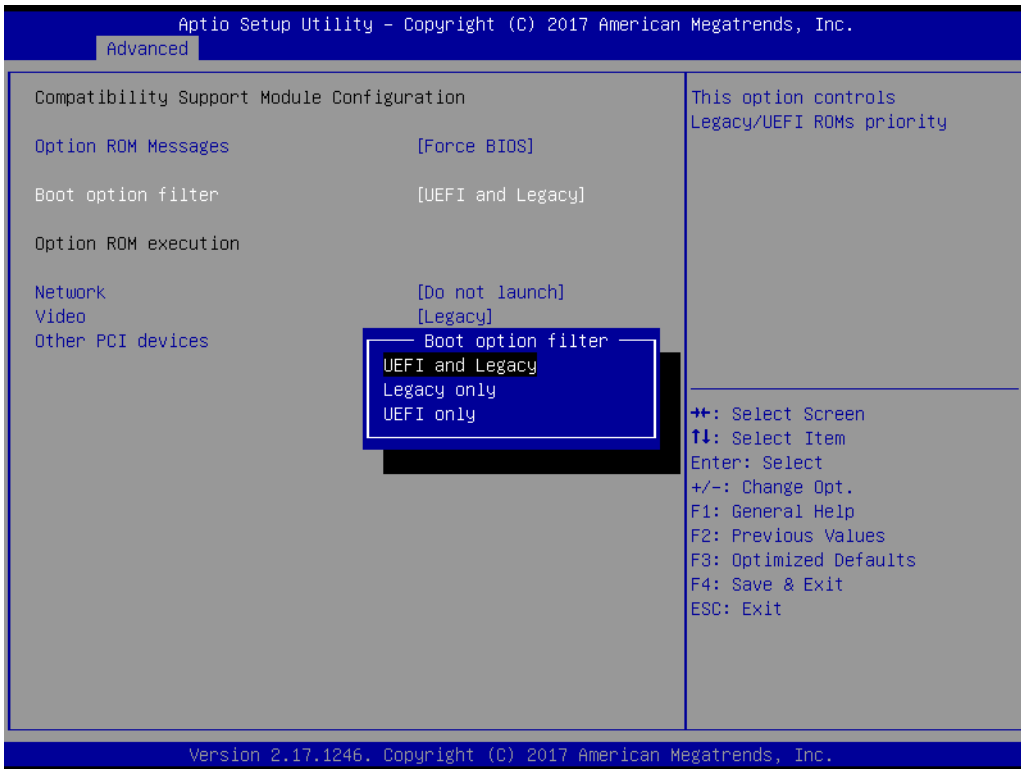 Aptio Setup Utility – Copyright (C) 2017 American Megatrends, Inc.
Advanced
Compatibility Support Module Configuration
Option ROM Messages [Force BIOS]
Boot option filter [UEFI and Legacy]
Option ROM execution
Network [Do not launch]
Video [Legacy]
Other PCI devices
Boot option filter
UEFI and Legacy
Legacy only
UEFI only
This option controls
Legacy/UEFI ROMs priority
→←: Select Screen
↑↓: Select Item
Enter: Select
+/-: Change Opt.
F1: General Help
F2: Previous Values
F3: Optimized Defaults
F4: Save & Exit
ESC: Exit
Version 2.17.1246. Copyright (C) 2017 American Megatrends, Inc.